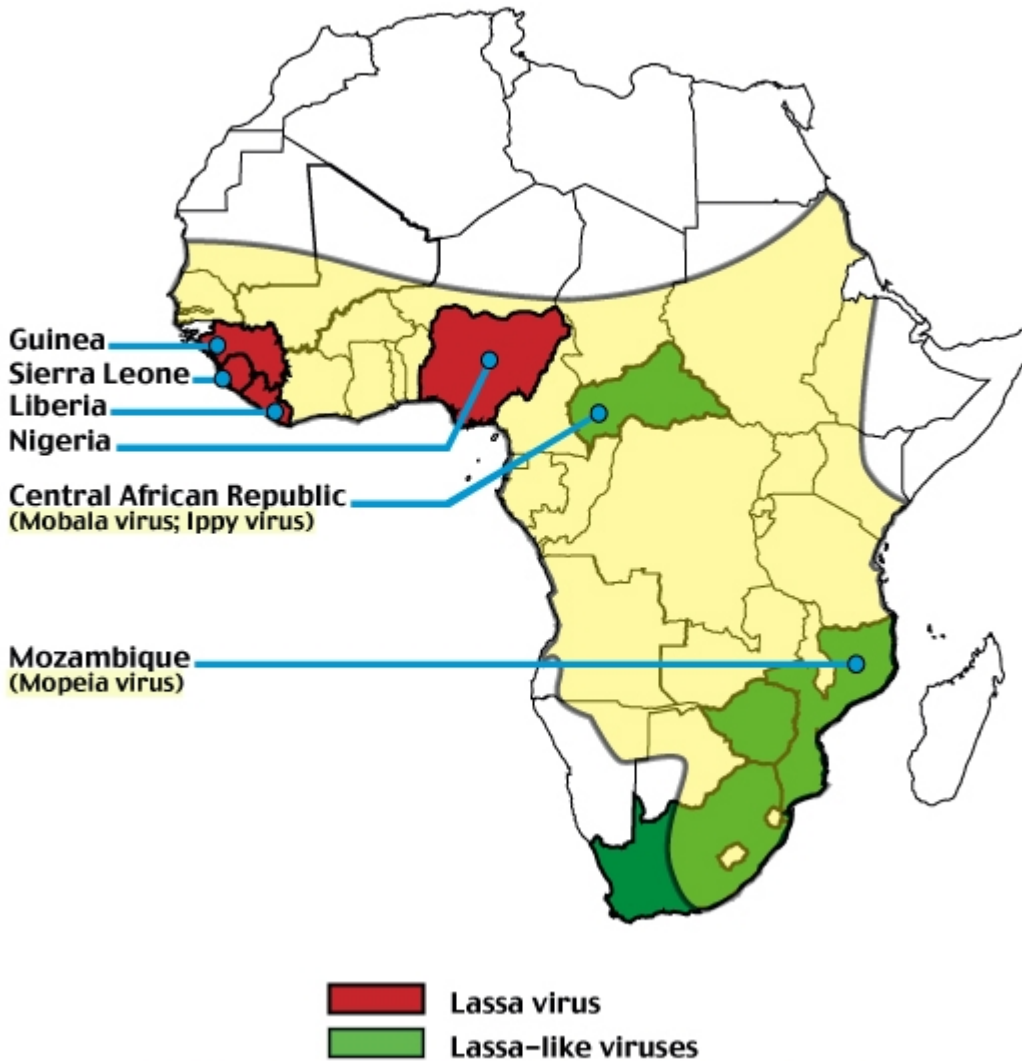 Guinea
Sierra Leone
Liberia
Nigeria
Central African Republic
(Mobala virus; Ippy virus)
Mozambique
(Mopeia virus)
Lassa virus
Lassa-like viruses